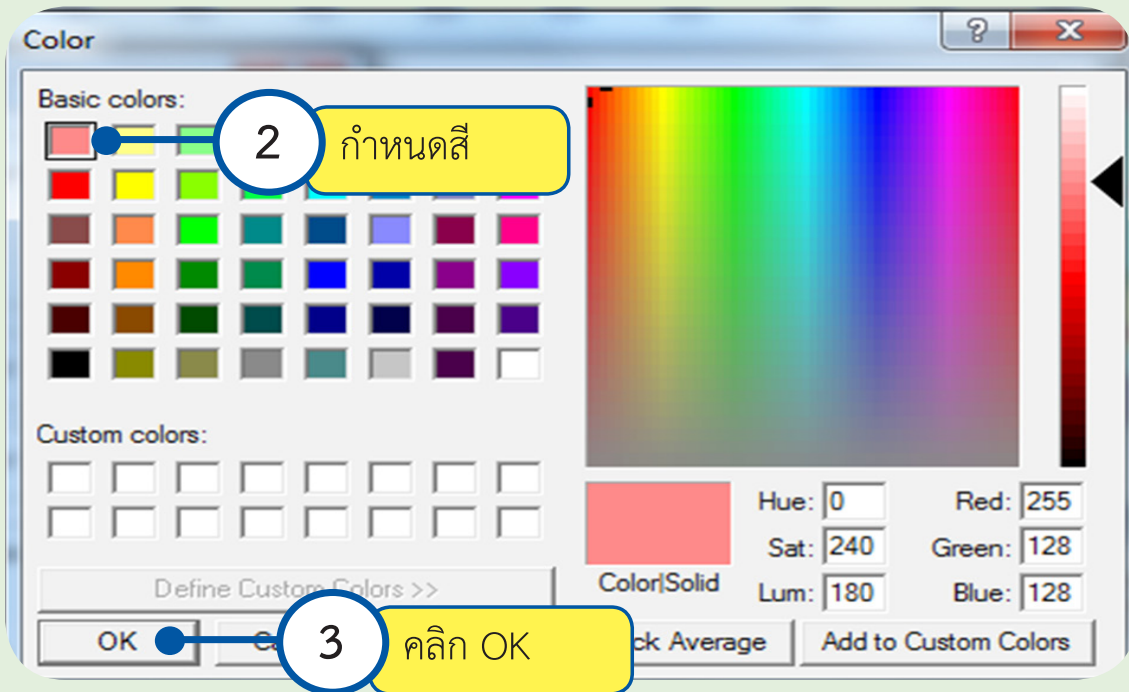 Color
?
Basic colors:
2 กำหนดสี
Custom colors:
Define Custom Colors >>
Color|Solid
Hue: 0
Sat: 240
Lum: 180
Red: 255
Green: 128
Blue: 128
OK
3 คลิก OK
Average
Add to Custom Colors